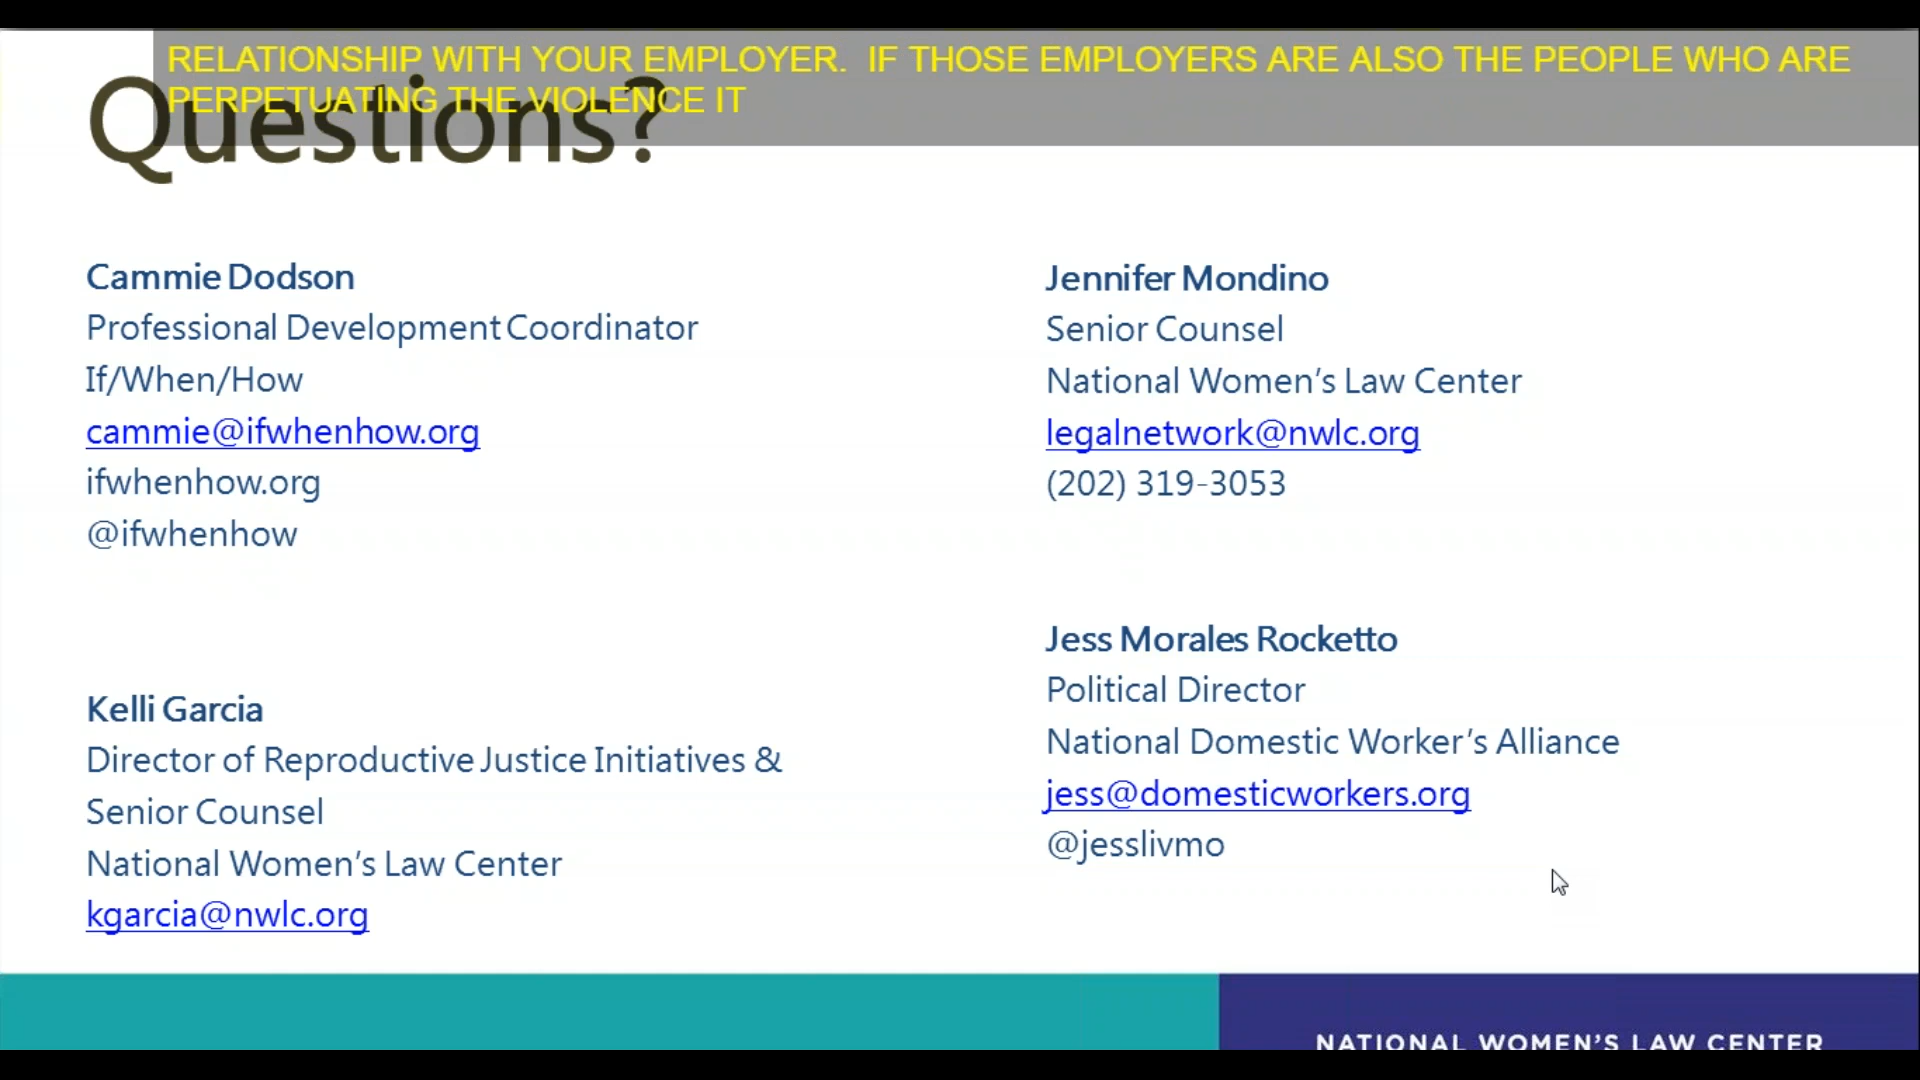 RELATIONSHIP WITH YOUR EMPLOYER.  IF THOSE EMPLOYERS ARE ALSO THE PEOPLE WHO ARE
PERPETUATING THE VIOLENCE IT
Questions?
Cammie Dodson
Professional Development Coordinator
If/When/How
cammie@ifwhenhow.org
ifwhenhow.org
@ifwhenhow
Kelli Garcia
Director of Reproductive Justice Initiatives &
Senior Counsel
National Women's Law Center
kgarcia@nwlc.org
Jennifer Mondino
Senior Counsel
National Women's Law Center
legalnetwork@nwlc.org
(202) 319-3053
Jess Morales Rocketto
Political Director
National Domestic Worker's Alliance
jess@domesticworkers.org
@jesslivmo
NATIONAL WOMEN'S LAW CENTER